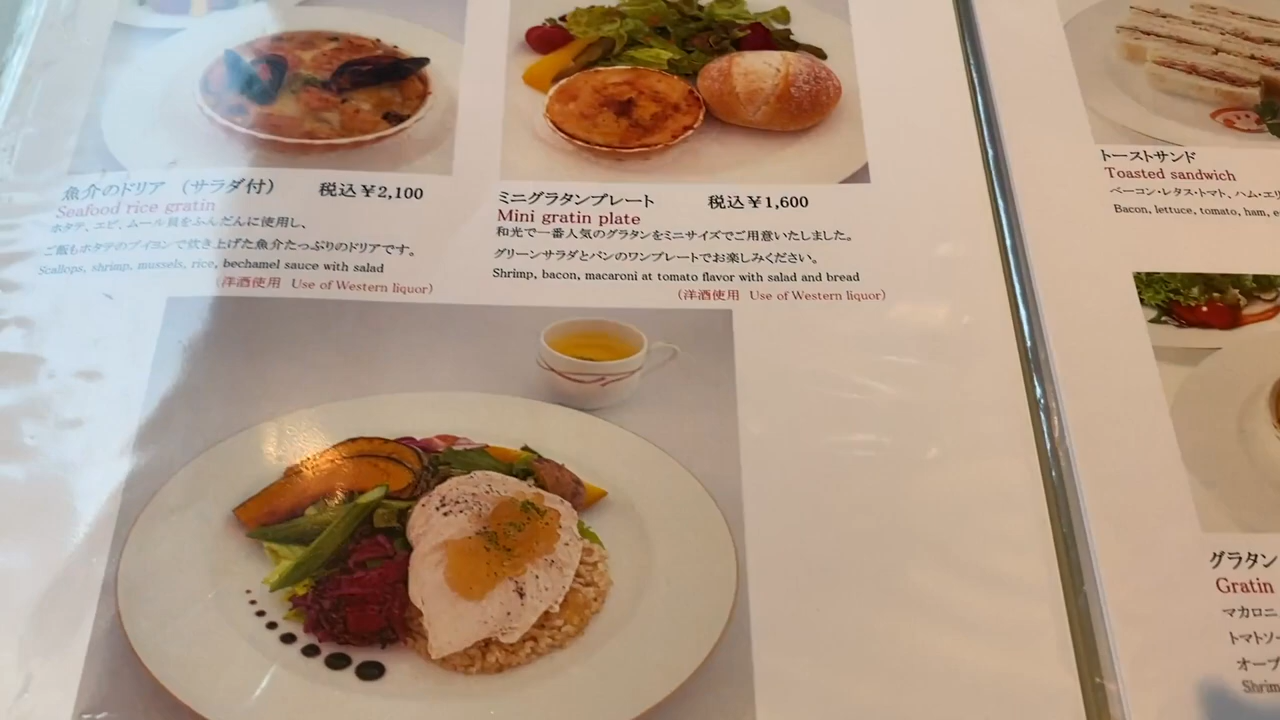 魚介のドリア （サラダ付） 税込￥2,100
Seafood rice gratin
ホタテ、エビ、ムール貝をふんだんに使用し、
ご飯もホタテのブイヨンで炊き上げた魚介たっぷりのドリアです。
Scallops, shrimp, mussels, rice, bechamel sauce with salad
（洋酒使用 Use of Western liquor）
ミニグラタンプレート 税込￥1,600
Mini gratin plate
和光で一番人気のグラタンをミニサイズでご用意いたしました。
グリーンサラダとパンのワンプレートでお楽しみください。
Shrimp, bacon, macaroni at tomato flavor with salad and bread
（洋酒使用 Use of Western liquor）
トーストサンド
Toasted sandwich
ベーコン・レタス・トマト、ハム・エ
Bacon, lettuce, tomato, ham,
グラタン
Gratin
マカロニ
トマトソー
オーブ
Shrim